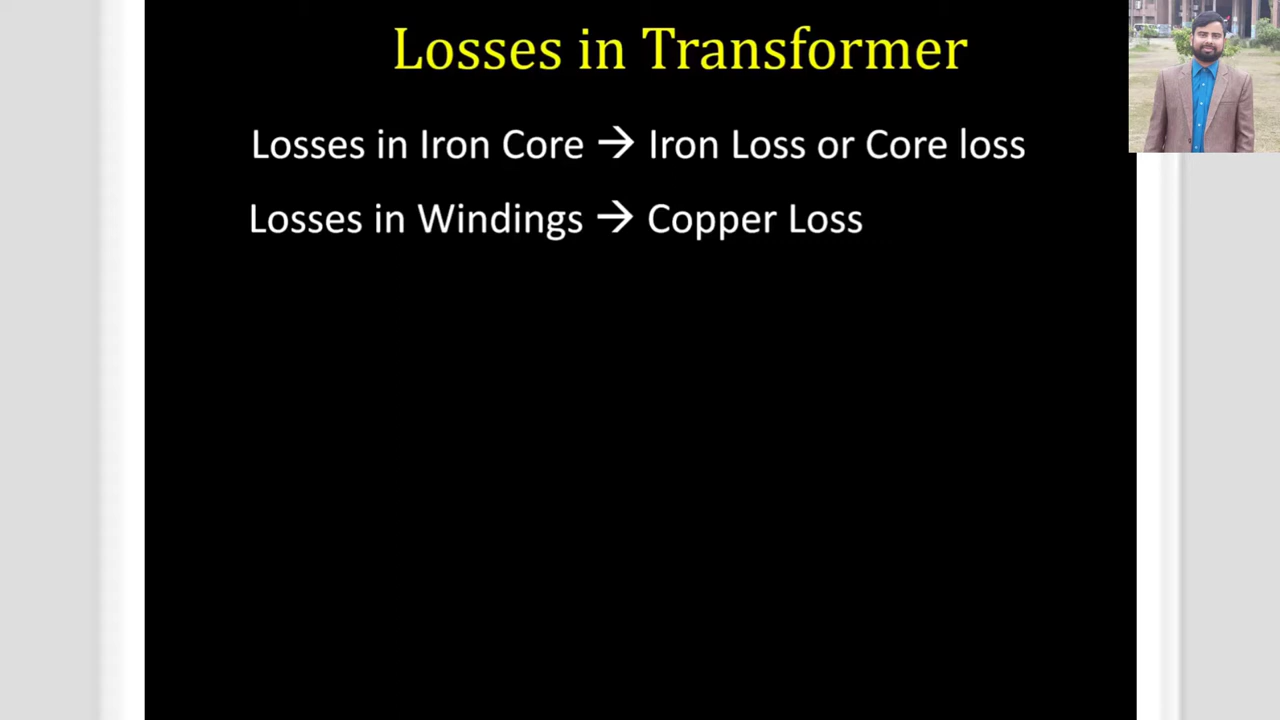 Losses in Transformer
Losses in Iron Core → Iron Loss or Core loss
Losses in Windings → Copper Loss